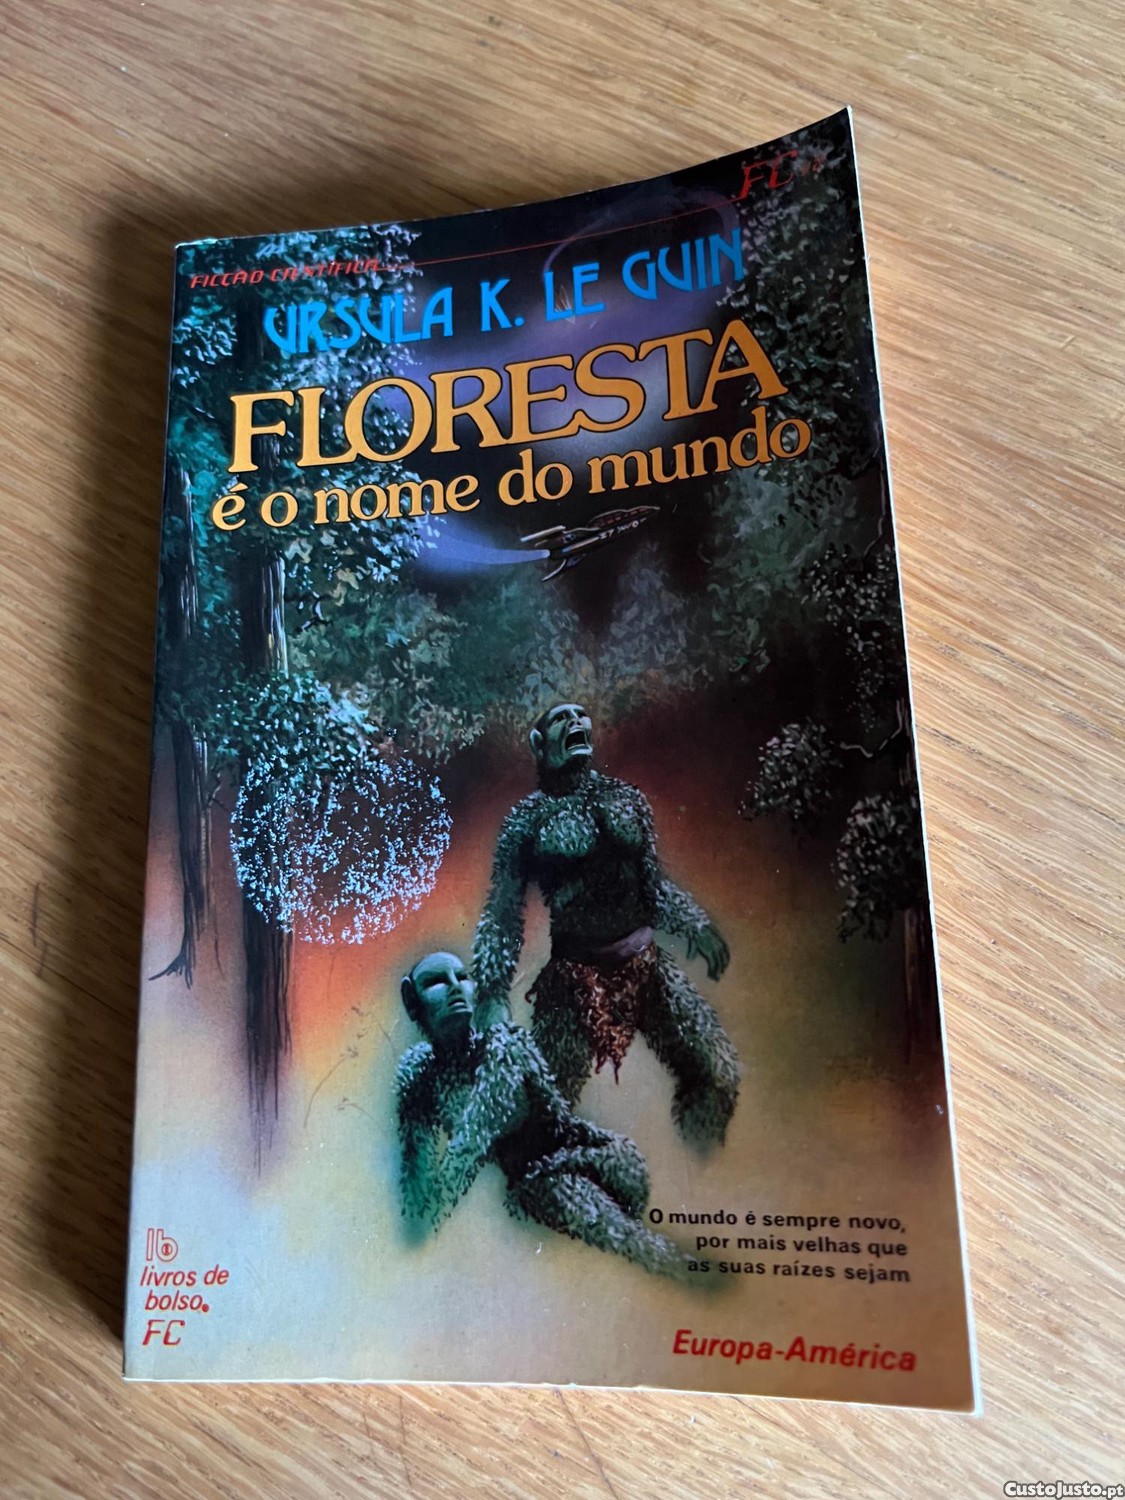 FICÇÃO CIENTÍFICA
FC
URSULA K. LE GUIN
FLORESTA
é o nome do mundo
O mundo é sempre novo,
por mais velhas que
as suas raízes sejam
lb
livros de
bolso
FC
Europa-América
CustoJusto.pt